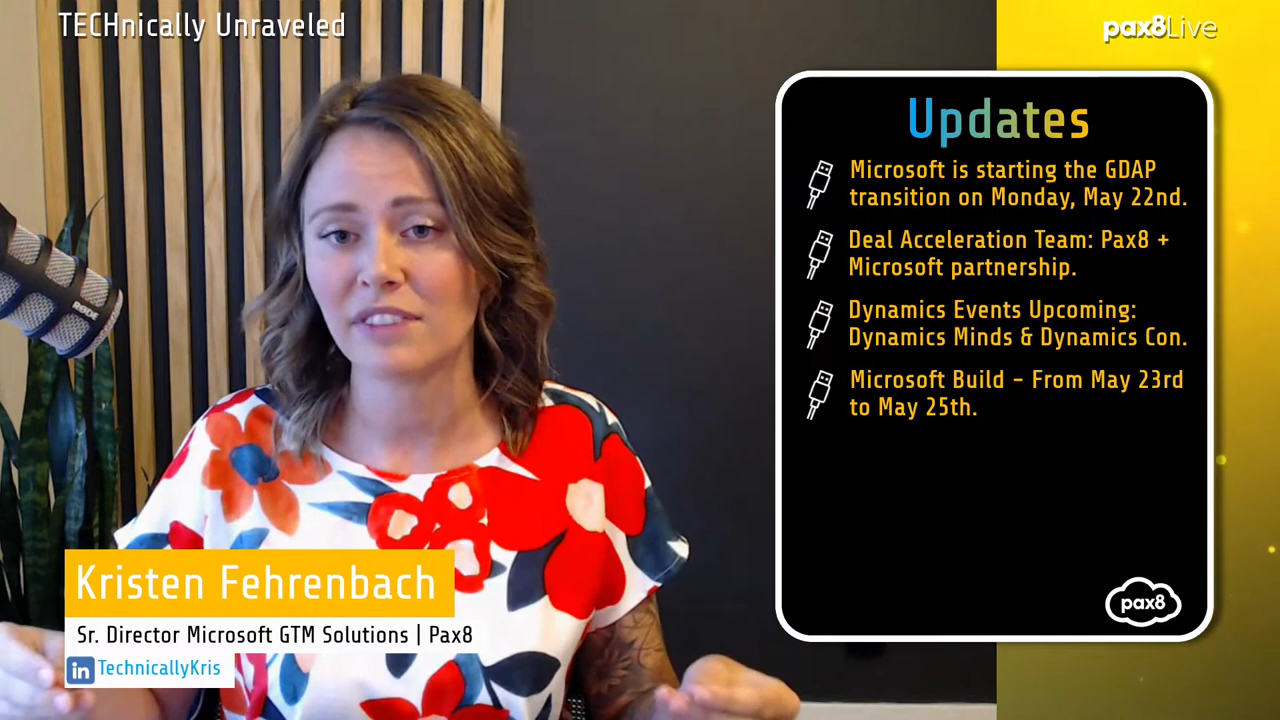 TECHnically Unraveled
pax8Live
Updates
Microsoft is starting the GDAP
transition on Monday, May 22nd.
Deal Acceleration Team: Pax8 +
Microsoft partnership.
Dynamics Events Upcoming:
Dynamics Minds & Dynamics Con.
Microsoft Build - From May 23rd
to May 25th.
pax8
RØDE
Kristen Fehrenbach
Sr. Director Microsoft GTM Solutions | Pax8
in TechnicallyKris